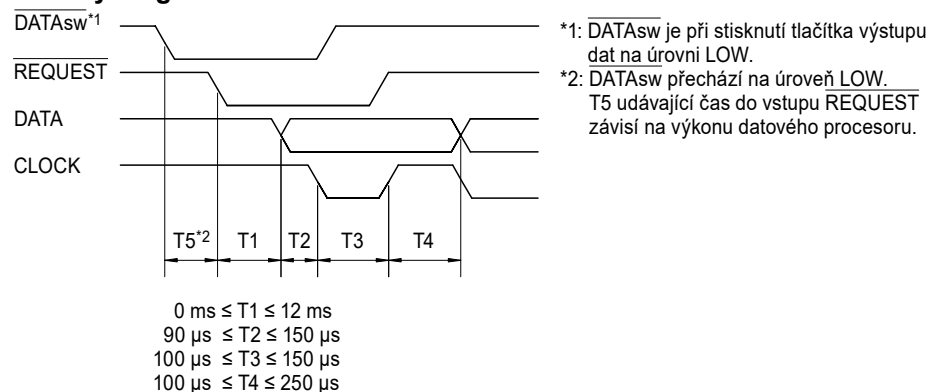 DATAsw*1
REQUEST
DATA
CLOCK
T5*2 T1 T2 T3 T4
0 ms ≤ T1 ≤ 12 ms
90 μs ≤ T2 ≤ 150 μs
100 μs ≤ T3 ≤ 150 μs
100 μs ≤ T4 ≤ 250 μs
*1: DATAsw je při stisknutí tlačítka výstupu
dat na úrovni LOW.
*2: DATAsw přechází na úroveň LOW.
T5 udávající čas do vstupu REQUEST
závisí na výkonu datového procesoru.